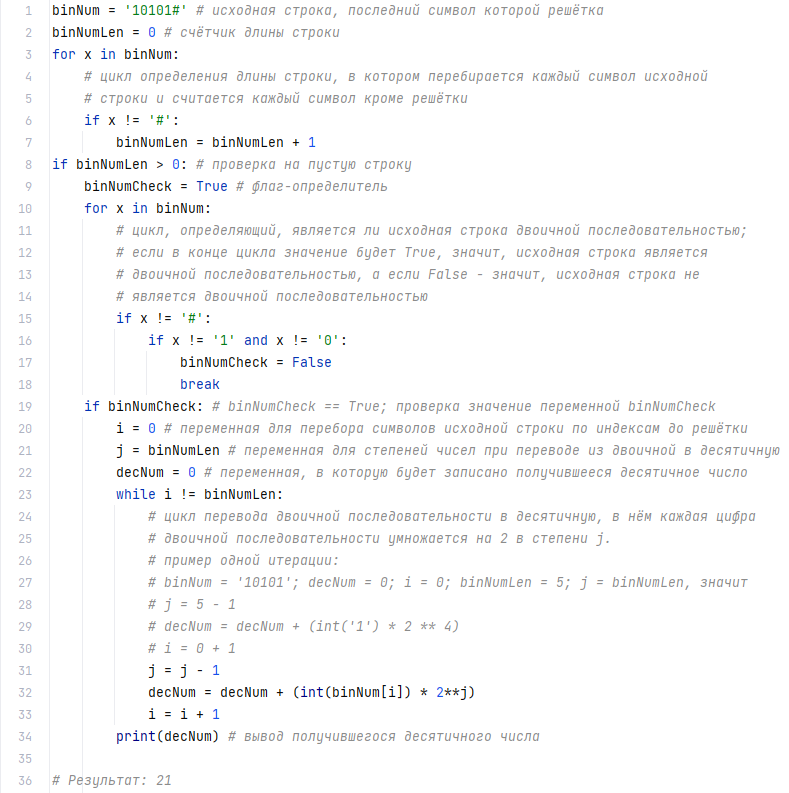 1 binNum = '10101#' # исходная строка, последний символ которой решётка
2 binNumLen = 0 # счётчик длины строки
3 for x in binNum:
4     # цикл определения длины строки, в котором перебирается каждый символ исходной
5     # строки и считается каждый символ кроме решётки
6     if x != '#':
7         binNumLen = binNumLen + 1
8 if binNumLen > 0: # проверка на пустую строку
9     binNumCheck = True # флаг-определитель
10     for x in binNum:
11         # цикл, определяющий, является ли исходная строка двоичной последовательностью;
12         # если в конце цикла значение будет True, значит, исходная строка является
13         # двоичной последовательностью, а если False - значит, исходная строка не
14         # является двоичной последовательностью
15         if x != '#':
16             if x != '1' and x != '0':
17                 binNumCheck = False
18                 break
19     if binNumCheck: # binNumCheck == True; проверка значение переменной binNumCheck
20         i = 0 # переменная для перебора символов исходной строки по индексам до решётки
21         j = binNumLen # переменная для степеней чисел при переводе из двоичной в десятичную
22         decNum = 0 # переменная, в которую будет записано получившееся десятичное число
23         while i != binNumLen:
24             # цикл перевода двоичной последовательности в десятичную, в нём каждая цифра
25             # двоичной последовательности умножается на 2 в степени j.
26             # пример одной итерации:
27             # binNum = '10101'; decNum = 0; i = 0; binNumLen = 5; j = binNumLen, значит
28             # j = 5 - 1
29             # decNum = decNum + (int('1') * 2 ** 4)
30             # i = 0 + 1
31             j = j - 1
32             decNum = decNum + (int(binNum[i]) * 2**j)
33             i = i + 1
34         print(decNum) # вывод получившегося десятичного числа
35
36 # Результат: 21